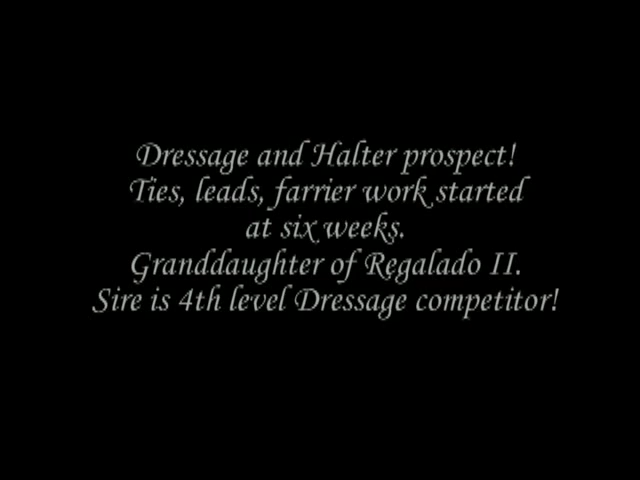 Dressage and Halter prospect!
Ties, leads, farrier work started
at six weeks.
Granddaughter of Regalado II.
Sire is 4th level Dressage competitor!